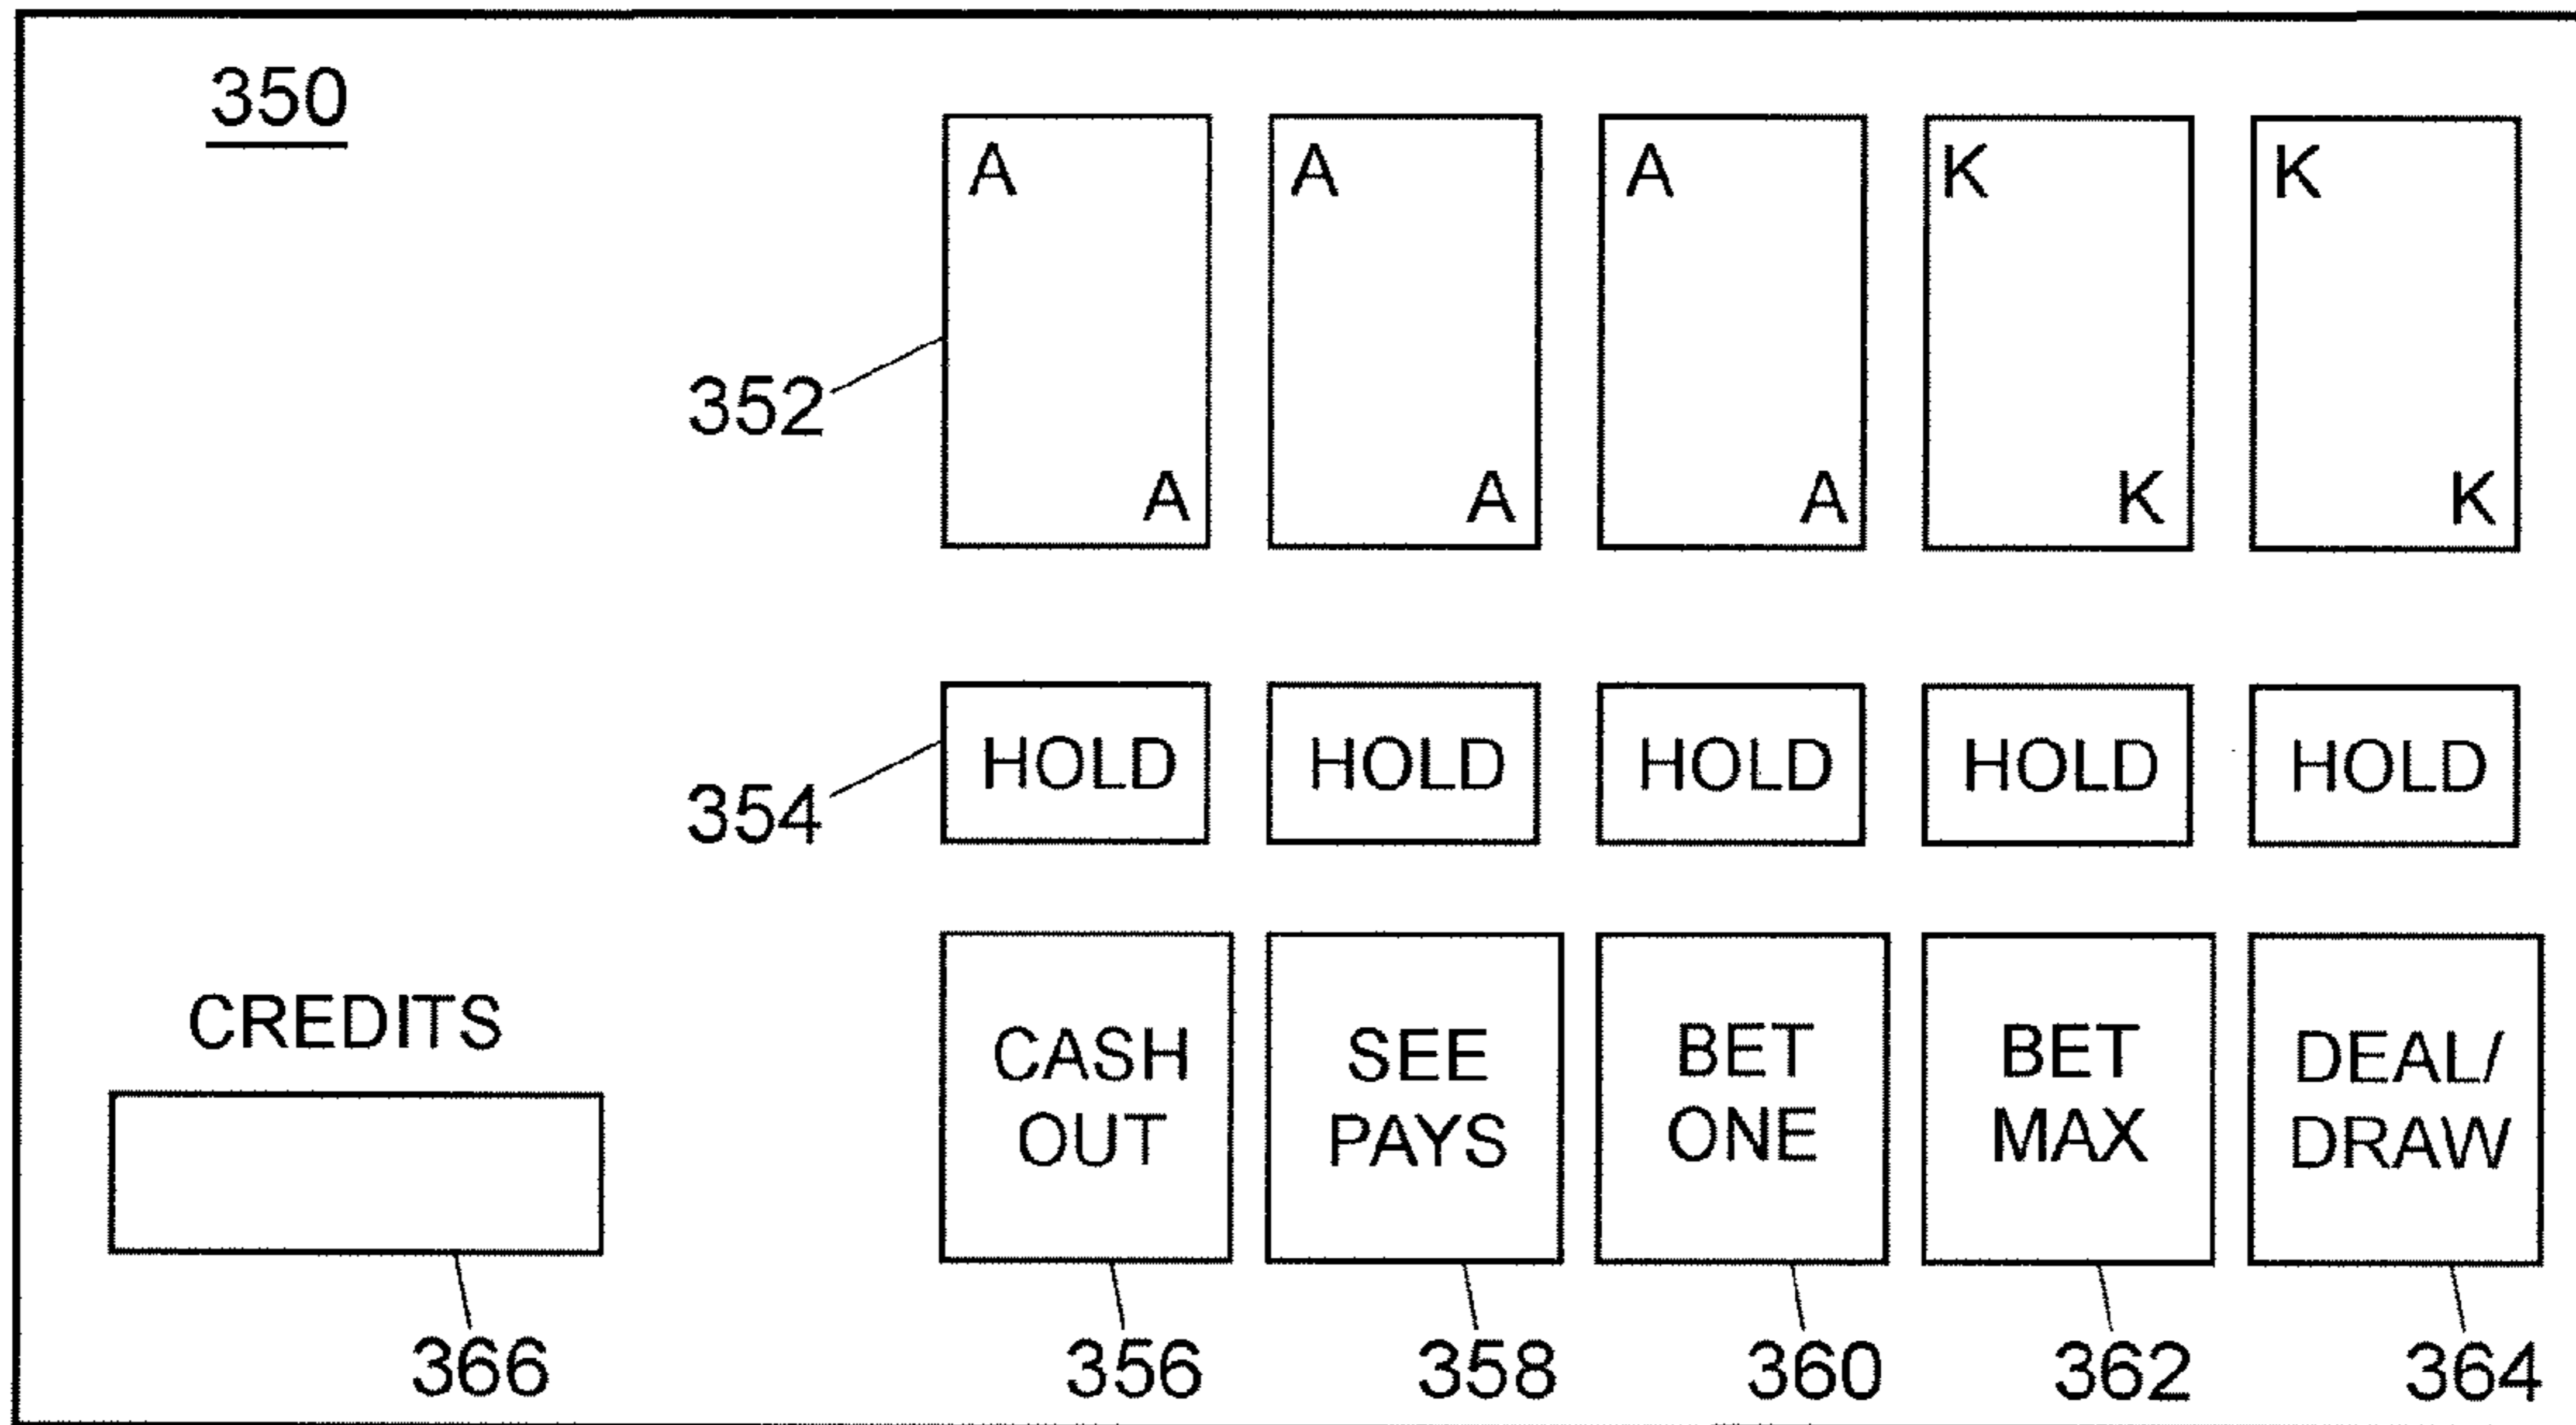 350
A A A K K
352
A A A K K
HOLD HOLD HOLD HOLD HOLD
354
CREDITS
CASH OUT
SEE PAYS
BET ONE
BET MAX
DEAL/
DRAW
366 356 358 360 362 364